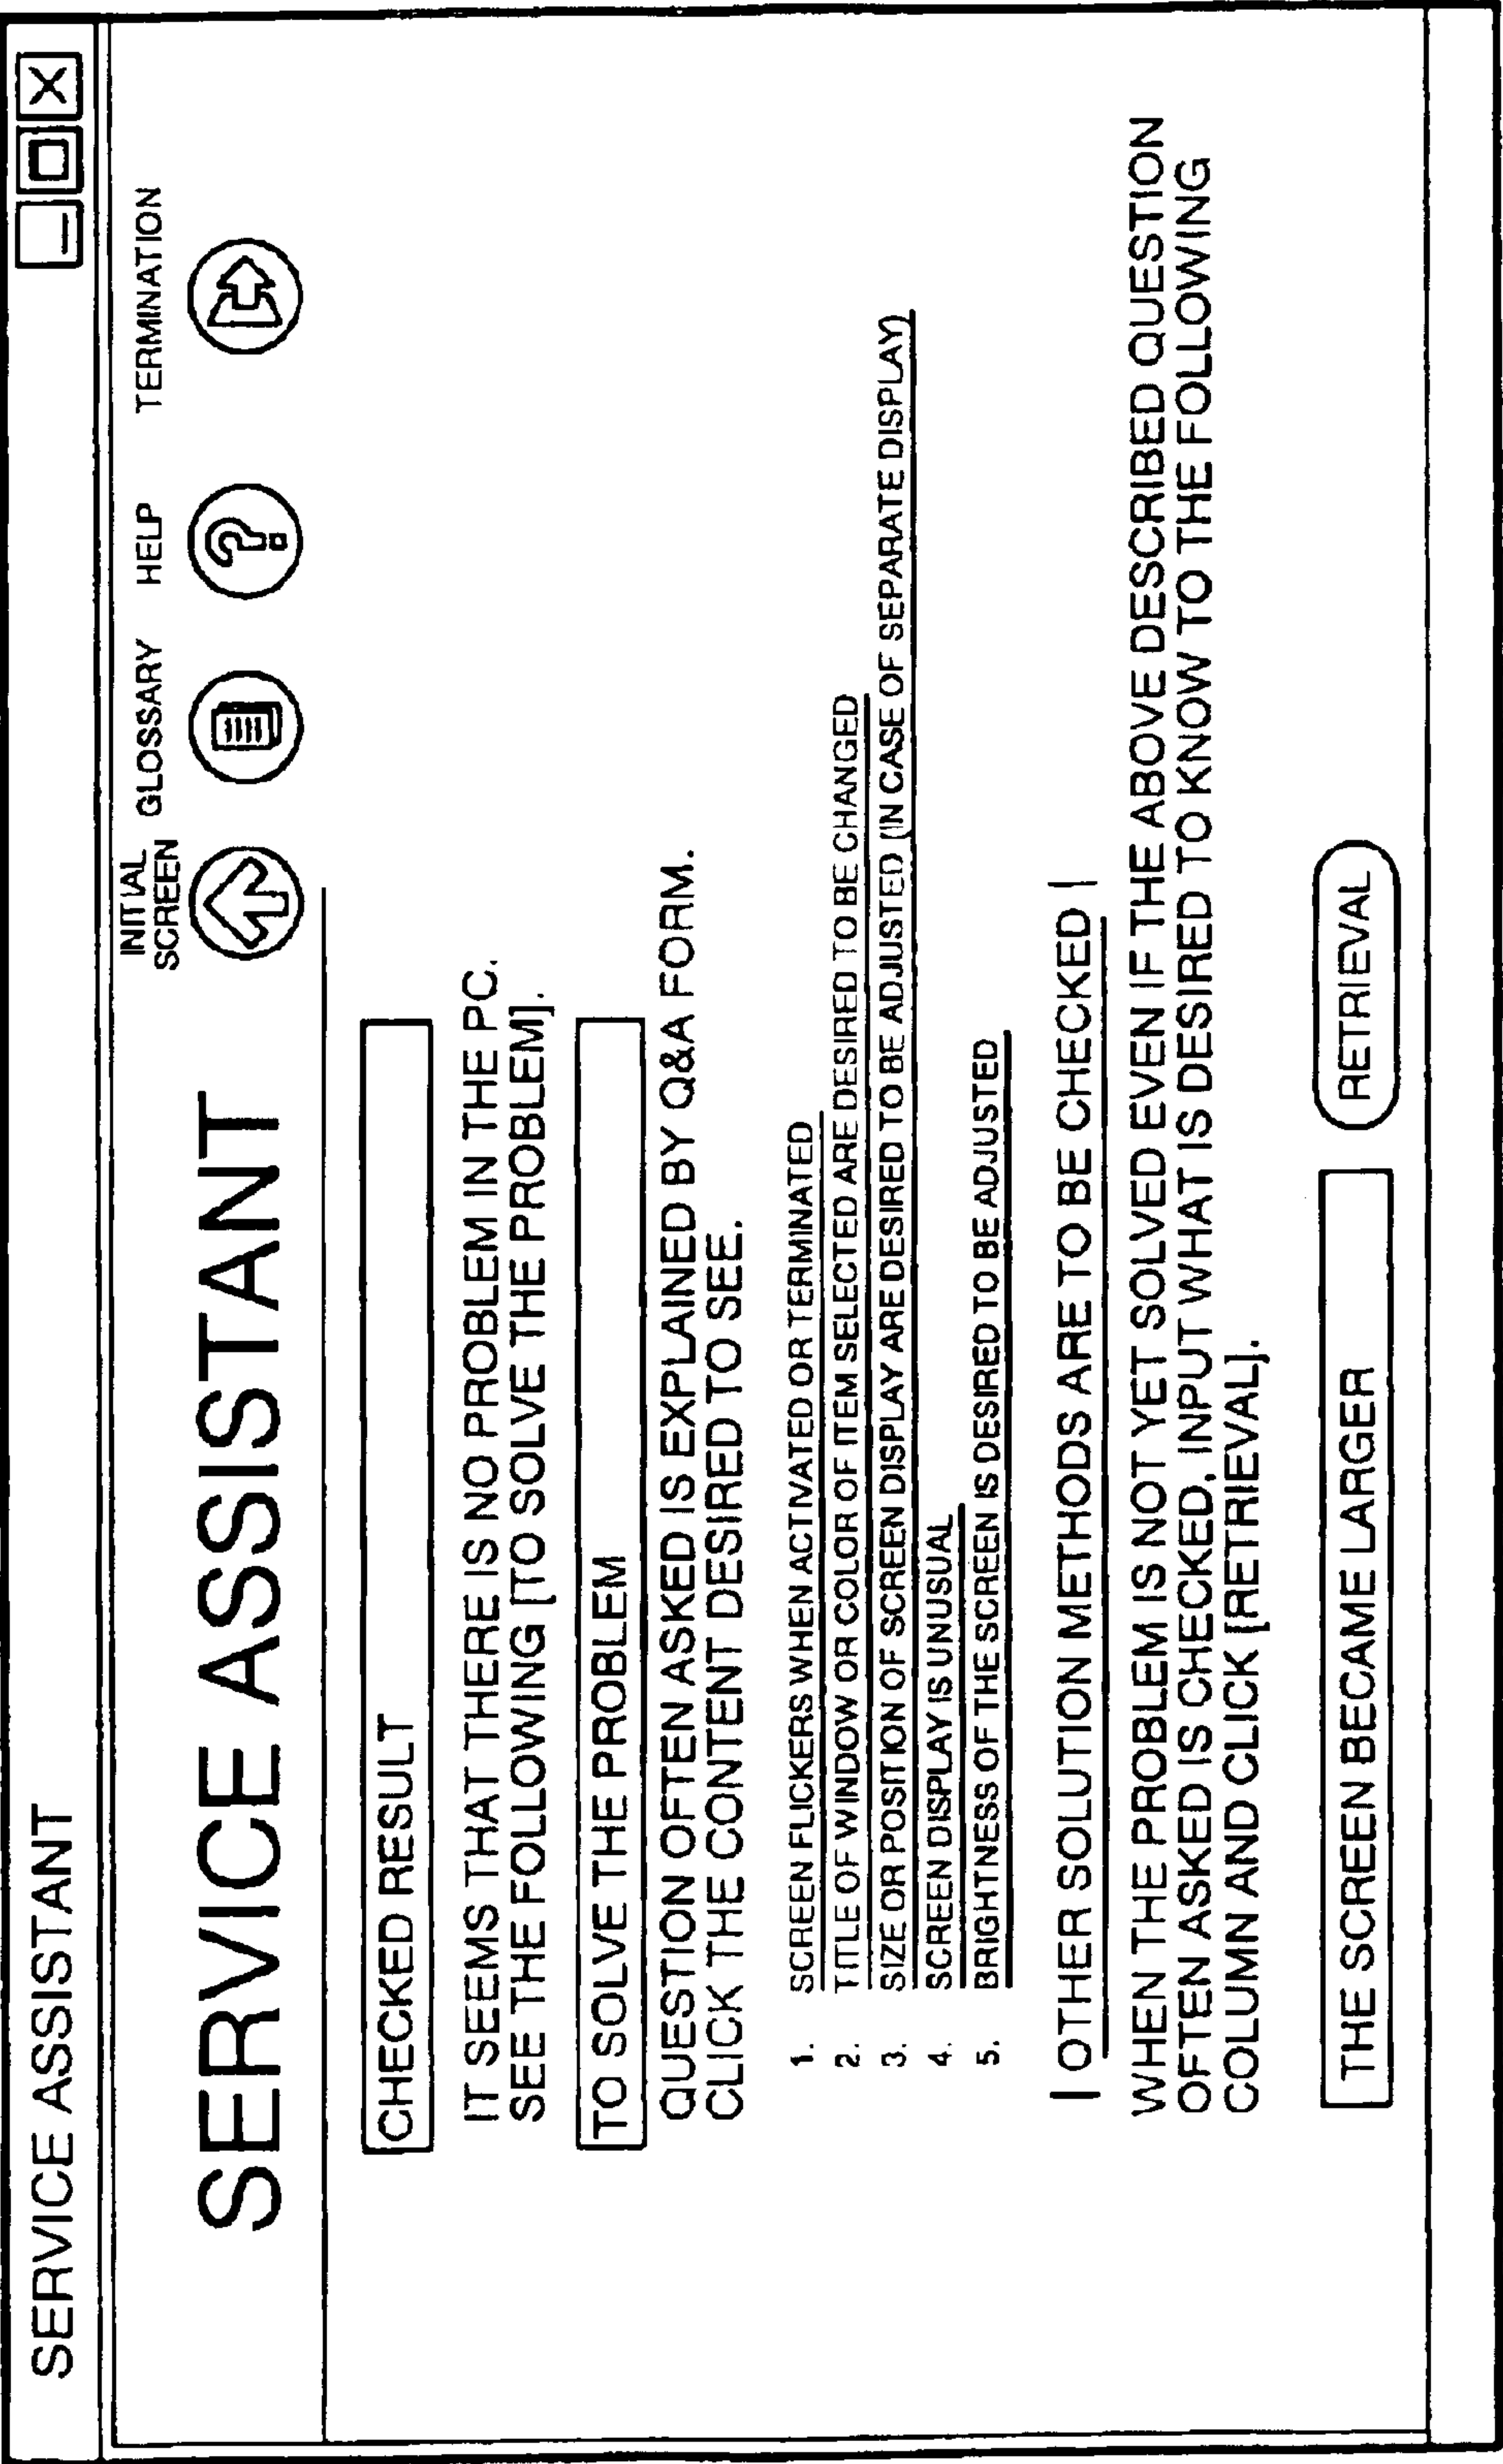 SERVICE ASSISTANT
INITIAL
SCREEN
GLOSSARY
HELP
TERMINATION
SERVICE ASSISTANT
CHECKED RESULT
IT SEEMS THAT THERE IS NO PROBLEM IN THE PC.
SEE THE FOLLOWING [TO SOLVE THE PROBLEM].
TO SOLVE THE PROBLEM
QUESTION OFTEN ASKED IS EXPLAINED BY Q&A FORM.
CLICK THE CONTENT DESIRED TO SEE.
1. SCREEN FLICKERS WHEN ACTIVATED OR TERMINATED
2. TITLE OF WINDOW OR COLOR OF ITEM SELECTED ARE DESIRED TO BE CHANGED
3. SIZE OR POSITION OF SCREEN DISPLAY ARE DESIRED TO BE ADJUSTED (IN CASE OF SEPARATE DISPLAY)
4. SCREEN DISPLAY IS UNUSUAL
5. BRIGHTNESS OF THE SCREEN IS DESIRED TO BE ADJUSTED
OTHER SOLUTION METHODS ARE TO BE CHECKED
WHEN THE PROBLEM IS NOT YET SOLVED EVEN IF THE ABOVE DESCRIBED QUESTION
OFTEN ASKED IS CHECKED, INPUT WHAT IS DESIRED TO KNOW TO THE FOLLOWING
COLUMN AND CLICK [RETRIEVAL].
THE SCREEN BECAME LARGER
RETRIEVAL